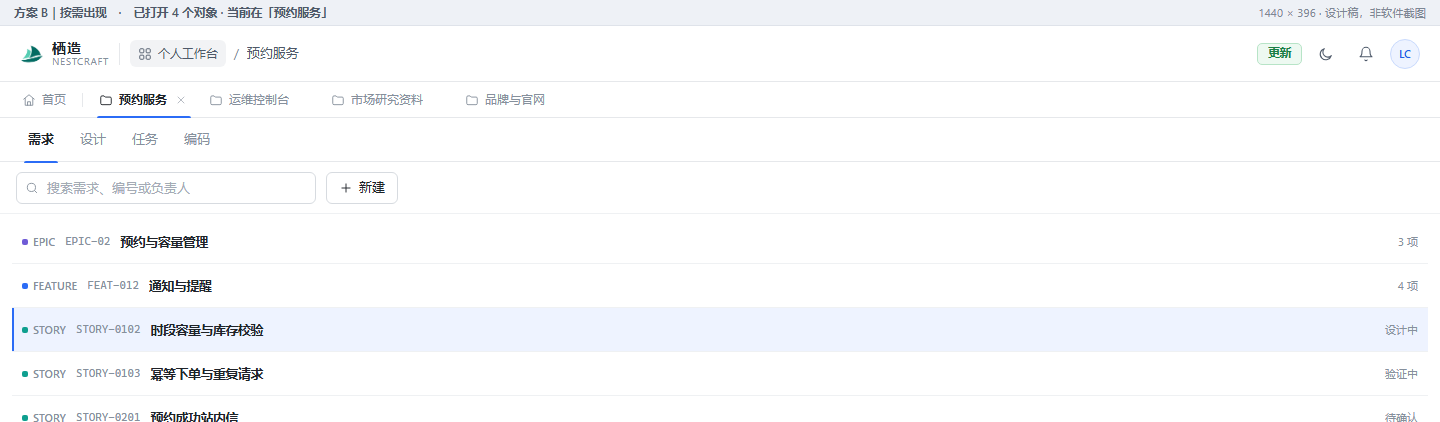 方案 B | 按需出现 · 已打开 4 个对象 · 当前在「预约服务」 1440 × 396 · 设计稿，非软件截图
栖造
NESTCRAFT
个人工作台 / 预约服务 更新 LC
首页 预约服务 × 运维控制台 市场研究资料 品牌与官网
需求 设计 任务 编码
搜索需求、编号或负责人 + 新建
EPIC EPIC-02 预约与容量管理 3 项
FEATURE FEAT-012 通知与提醒 4 项
STORY STORY-0102 时段容量与库存校验 设计中
STORY STORY-0103 幂等下单与重复请求 验证中
STORY STORY-0201 预约成功站内信 待确认